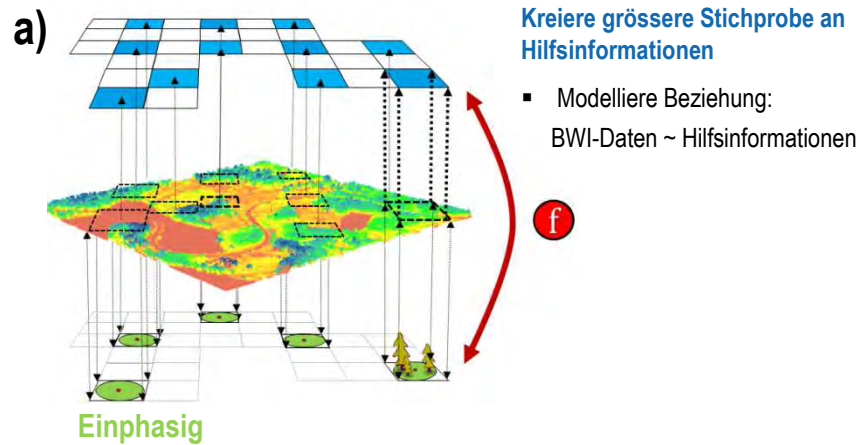 a)
Kreiere grössere Stichprobe an
Hilfsinformationen
▪ Modelliere Beziehung:
BWI-Daten ~ Hilfsinformationen
f
Einphasig